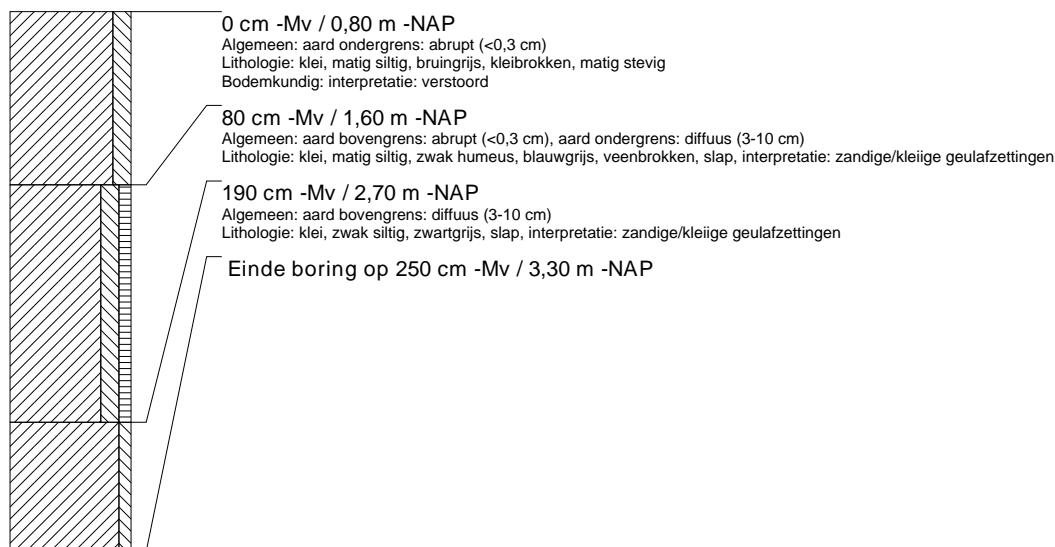 0 cm -Mv / 0,80 m -NAP
Algemeen: aard ondergrens: abrupt (<0,3 cm)
Lithologie: klei, matig siltig, bruingrijs, kleibrokken, matig stevig
Bodemkundig: interpretatie: verstoord
80 cm -Mv / 1,60 m -NAP
Algemeen: aard bovengrens: abrupt (<0,3 cm), aard ondergrens: diffuus (3-10 cm)
Lithologie: klei, matig siltig, zwak humeus, blauwgrijs, veenbrokken, slap, interpretatie: zandige/kleiige geulafzettingen
190 cm -Mv / 2,70 m -NAP
Algemeen: aard bovengrens: diffuus (3-10 cm)
Lithologie: klei, zwak siltig, zwartgrijs, slap, interpretatie: zandige/kleiige geulafzettingen
Einde boring op 250 cm -Mv / 3,30 m -NAP